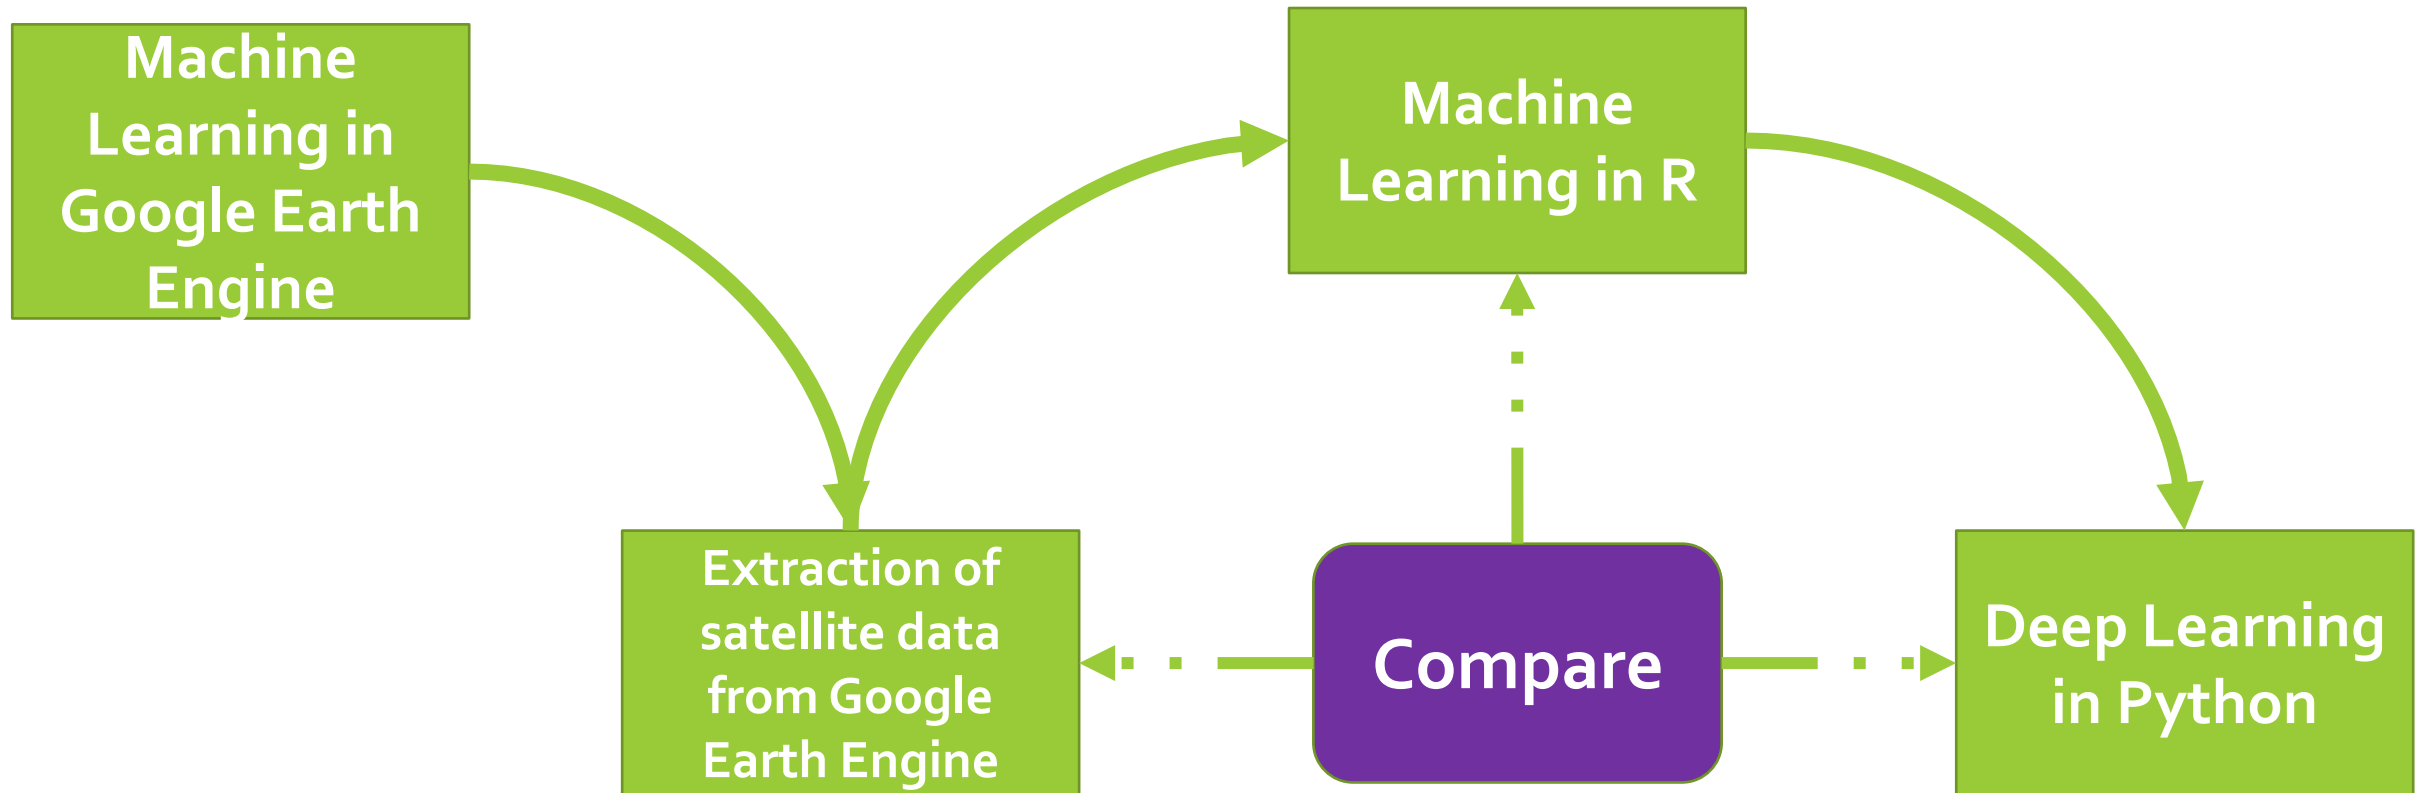 Machine
Learning in
Google Earth
Engine
Machine
Learning in R
Extraction of
satellite data
from Google
Earth Engine
Compare
Deep Learning
in Python